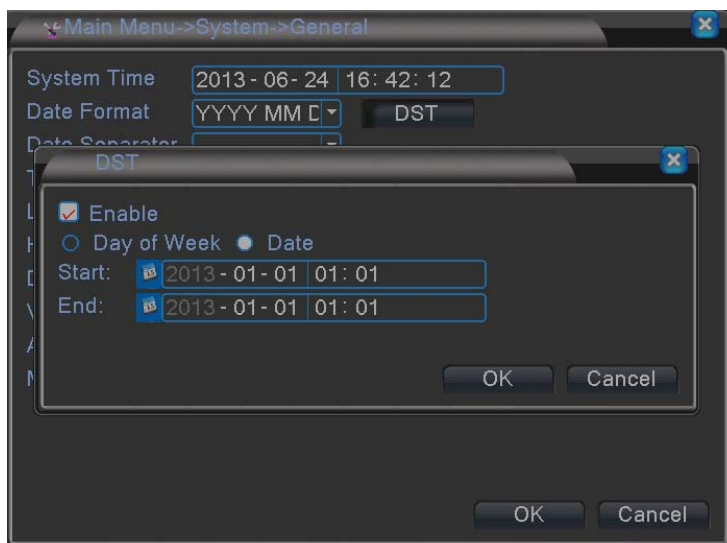 Main Menu->System->General
System Time 2013-06-24 16:42:12
Date Format YYYY MM D DST
Date Separator
DST
Enable
Day of Week Date
Start: 2013-01-01 01:01
End: 2013-01-01 01:01
OK Cancel
OK Cancel